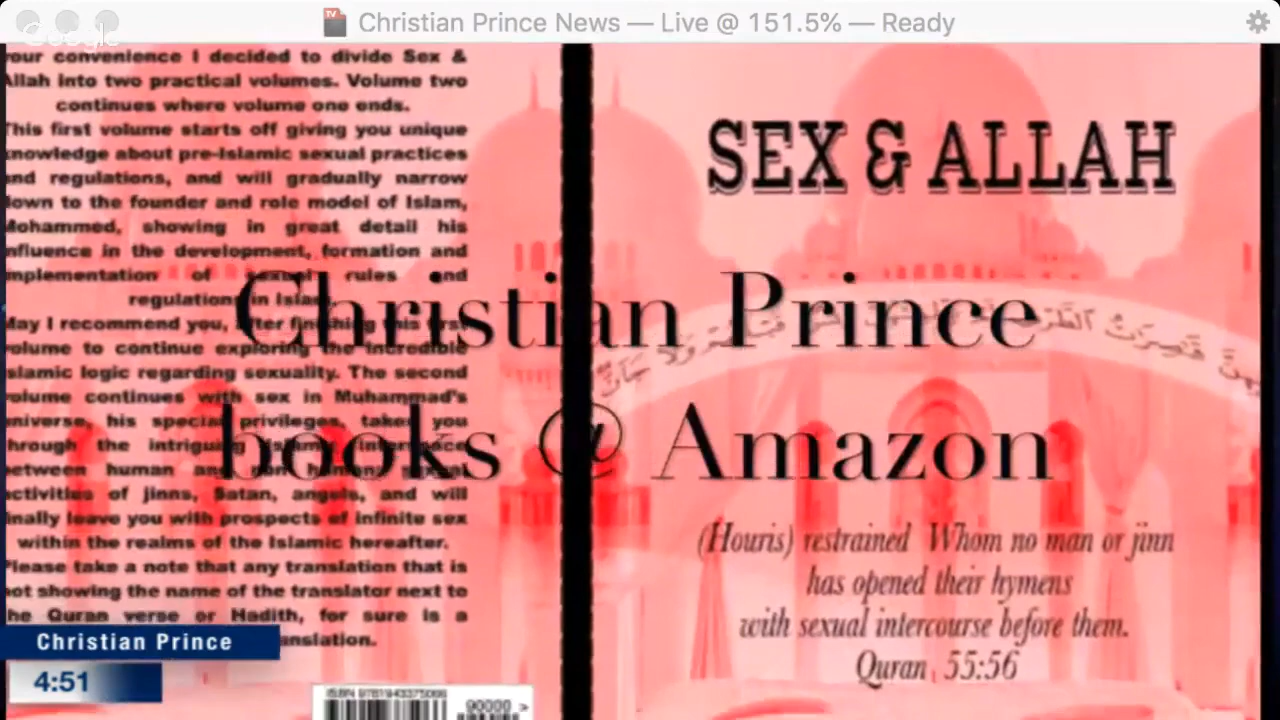 Christian Prince News — Live @ 151.5% — Ready
Google
your convenience I decided to divide Sex &
Allah into two practical volumes. Volume two
continues where volume one ends.
This first volume starts off giving you unique
knowledge about pre-Islamic sexual practices
and regulations, and will gradually narrow
down to the founder and role model of Islam,
Mohammed, showing in great detail his
influence in the development, formation and
implementation of sexual rules and
regulations in Islam.
May I recommend you, after finishing this first
volume to continue exploring the incredible
Islamic logic regarding sexuality. The second
volume continues with sex in Muhammad's
universe, his special privileges, takes you
through the intriguing Islamic
between human and non human sexual
activities of jinns, Satan, angels, and will
finally leave you with prospects of infinite sex
within the realms of the Islamic hereafter.
Please take a note that any translation that is
not showing the name of the translator next to
the Quran verse or Hadith, for sure is a
translation.
SEX & ALLAH
Christian Prince
books @ Amazon
(Houris) restrained Whom no man or jinn
has opened their hymens
with sexual intercourse before them.
Quran 55:56
Christian Prince
4:51
90000 >